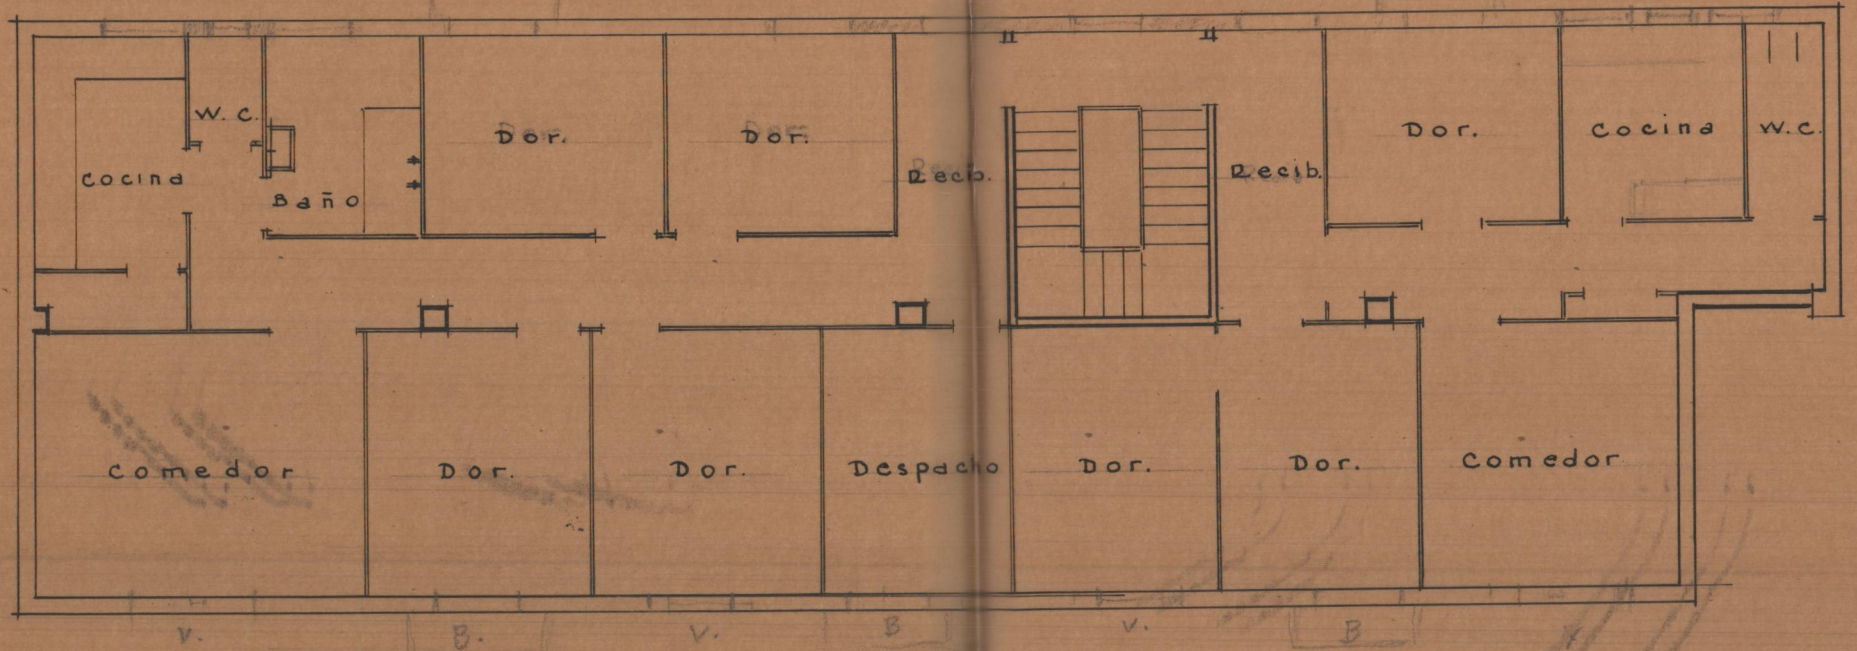 W. C.
Dor.
Dor.
Dor.
Cocina
W.C.
Cocina
Baño
Recib.
Recib.
Comedor
Dor.
Dor.
Despacho
Dor.
Dor.
Comedor
V.
B.
V.
B
V.
B